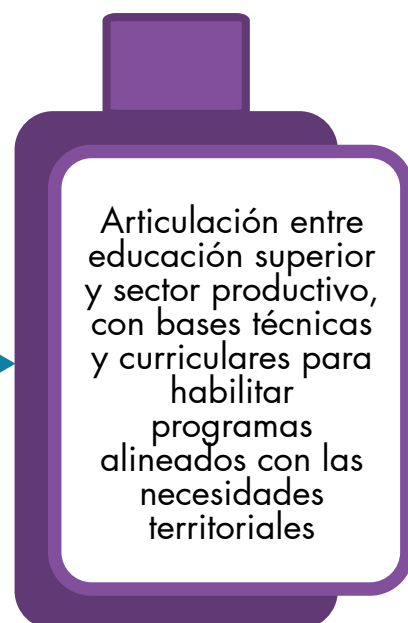 Articulación entre
educación superior
y sector productivo,
con bases técnicas
y curriculares para
habilitar
programas
alineados con las
necesidades
territoriales